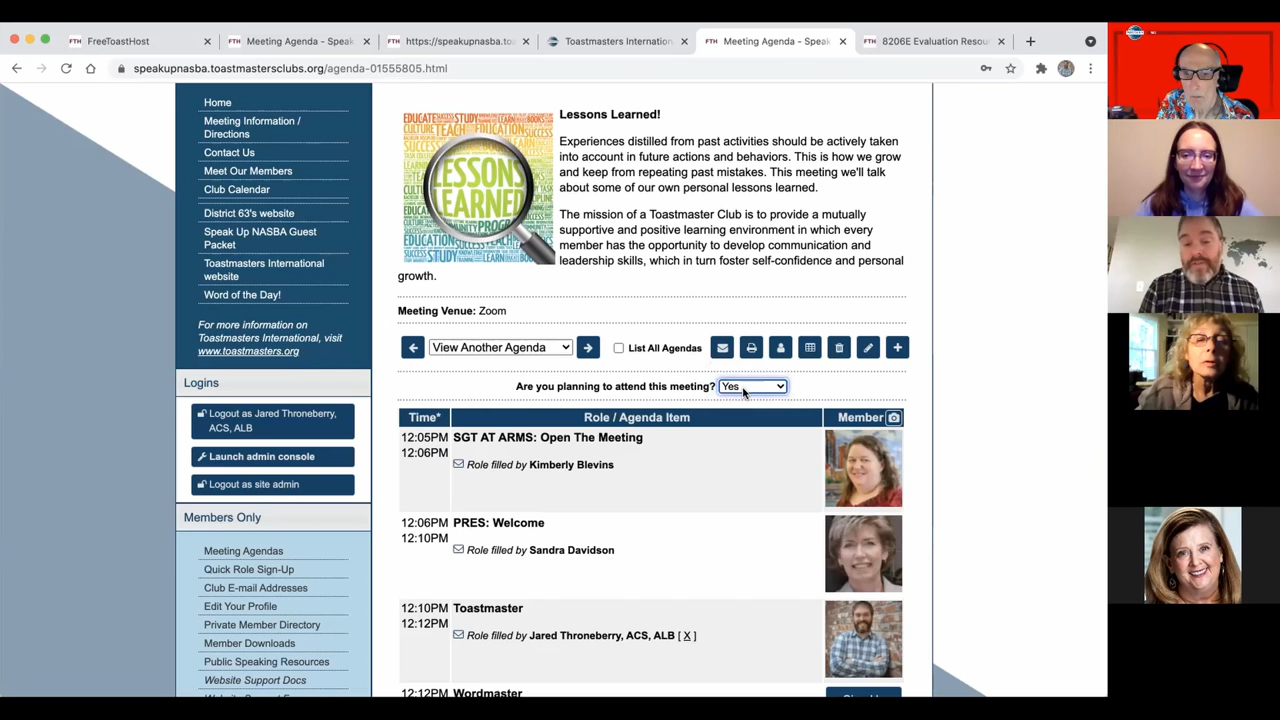 FTH FreeToastHost
FTH Meeting Agenda - Speak
FTH https://speakupnasba.to
Toastmasters Internation
FTH Meeting Agenda - Speak
FTH 8206E Evaluation Resou
speakupnasba.toastmastersclubs.org/agenda-01555805.html
Home
Meeting Information /
Directions
Contact Us
Meet Our Members
Club Calendar
District 63's website
Speak Up NASBA Guest
Packet
Toastmasters International
website
Word of the Day!
For more information on
Toastmasters International, visit
www.toastmasters.org
Logins
Logout as Jared Throneberry,
ACS, ALB
Launch admin console
Logout as site admin
Members Only
Meeting Agendas
Quick Role Sign-Up
Club E-mail Addresses
Edit Your Profile
Private Member Directory
Member Downloads
Public Speaking Resources
Website Support Docs
LESSONS
LEARNED
Lessons Learned!
Experiences distilled from past activities should be actively taken
into account in future actions and behaviors. This is how we grow
and keep from repeating past mistakes. This meeting we'll talk
about some of our own personal lessons learned.
The mission of a Toastmaster Club is to provide a mutually
supportive and positive learning environment in which every
member has the opportunity to develop communication and
leadership skills, which in turn foster self-confidence and personal
growth.
Meeting Venue: Zoom
View Another Agenda
List All Agendas
Are you planning to attend this meeting? Yes
Time* Role / Agenda Item Member
12:05PM SGT AT ARMS: Open The Meeting
12:06PM
Role filled by Kimberly Blevins
12:06PM PRES: Welcome
12:10PM
Role filled by Sandra Davidson
12:10PM Toastmaster
12:12PM
Role filled by Jared Throneberry, ACS, ALB [ X ]
12:12PM Wordmaster